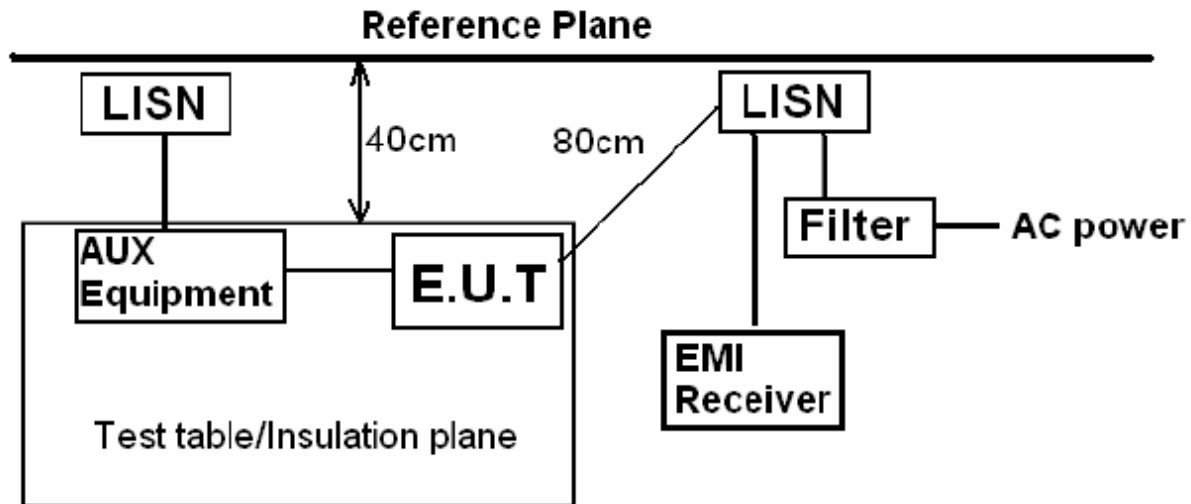 Reference Plane
LISN
LISN
40cm
80cm
Filter
AC power
AUX
Equipment
E.U.T
EMI
Receiver
Test table/Insulation plane